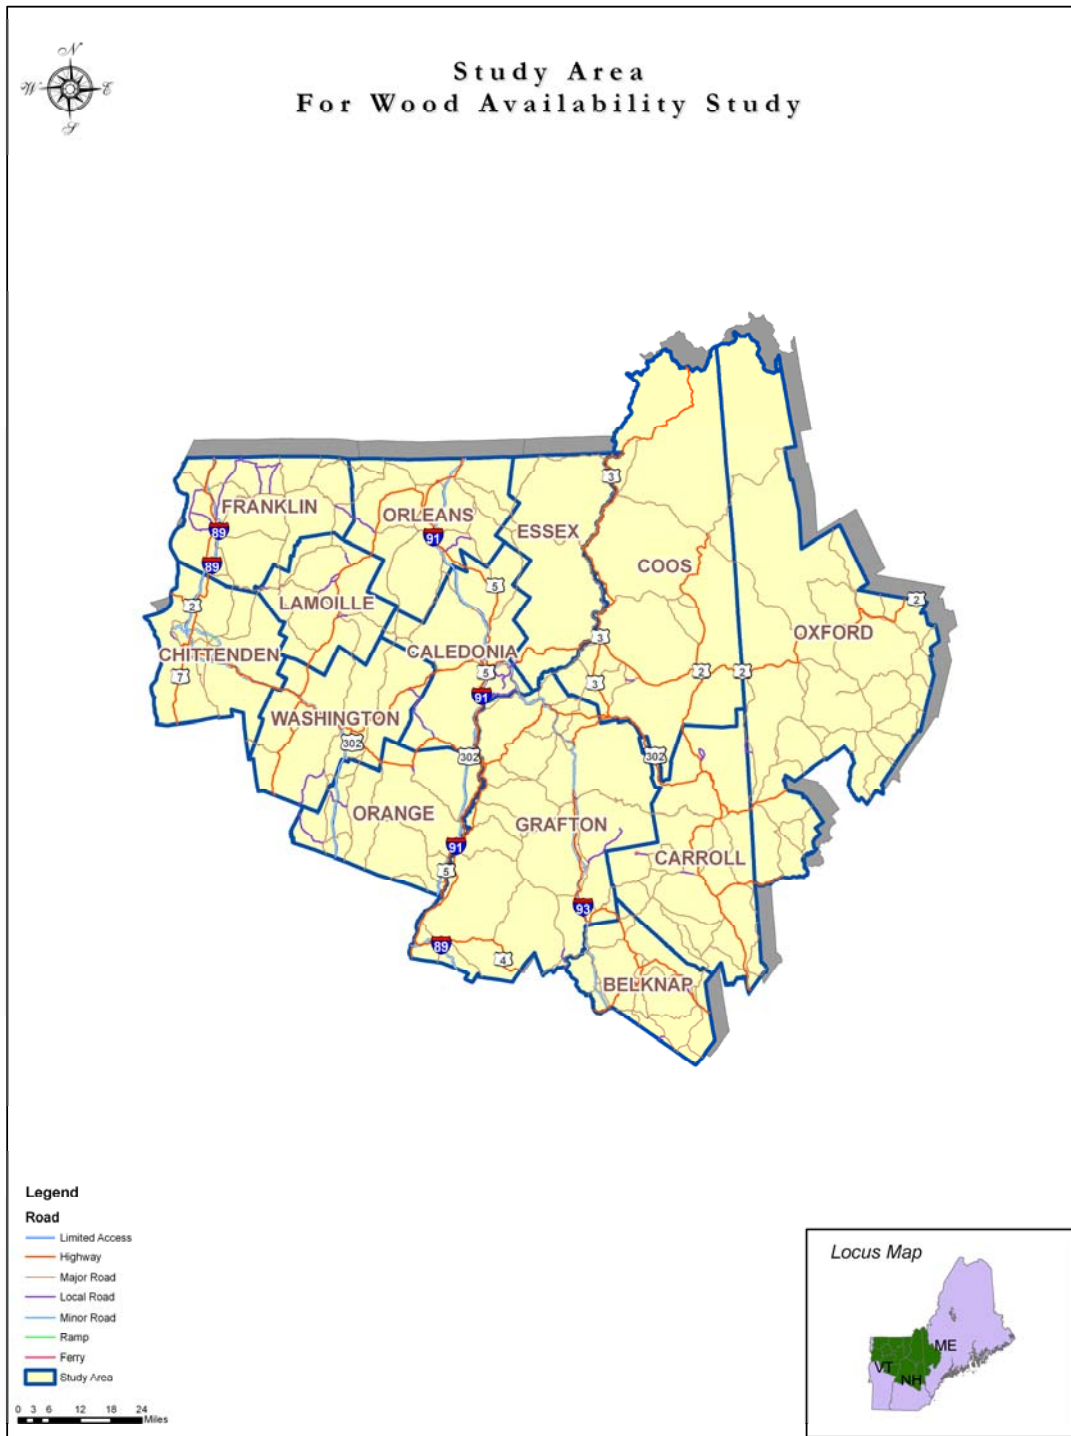 N
W E
S
Study Area
For Wood Availability Study
3
FRANKLIN
ORLEANS
ESSEX
89
91
COOS
89
5
2
LAMOILLE
2
OXFORD
3
CHITTENDEN
CALEDONIA
7
5
3
2
2
91
WASHINGTON
302
302
302
ORANGE
GRAFTON
91
CARROLL
5
93
89
4
BELKNAP
Legend
Road
Limited Access
Highway
Major Road
Local Road
Minor Road
Ramp
Ferry
Study Area
0 3 6 12 18 24
Miles
Locus Map
ME
VT
NH